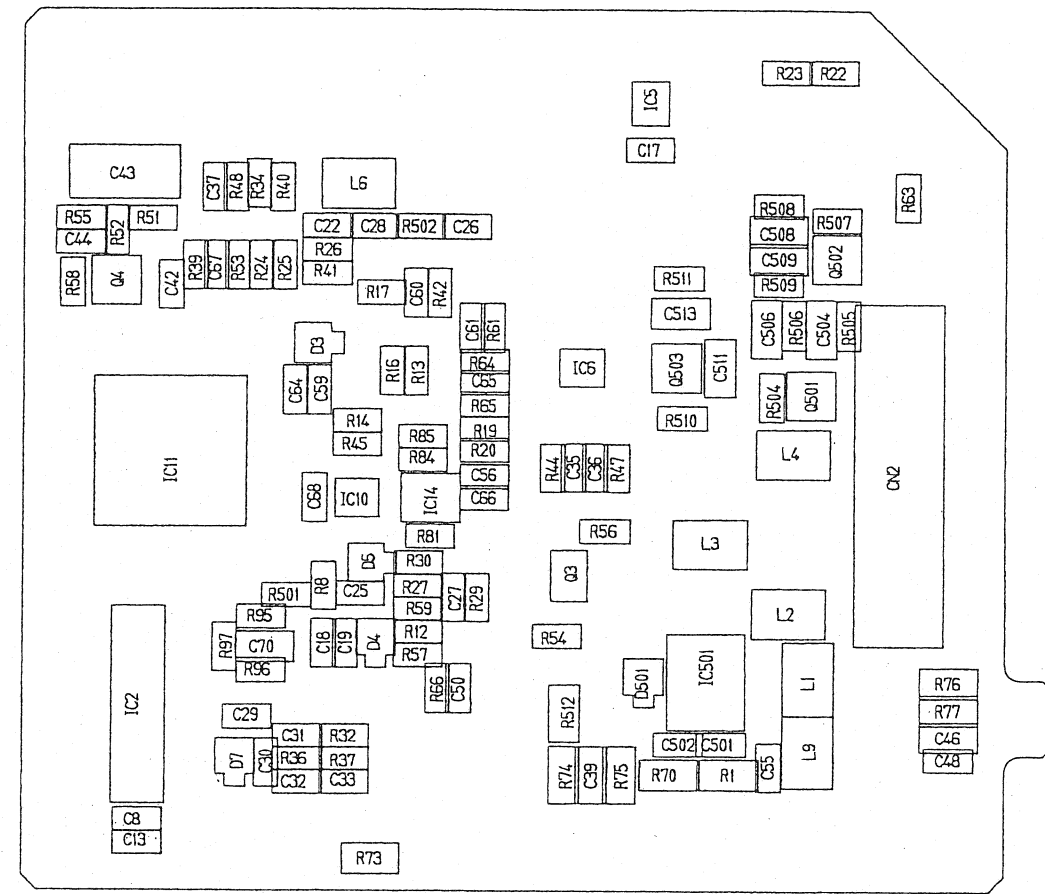 R23 R22
IC5
C17
C43
C37 R48 R34 R40
L6
R63
R55 R52 R51
C44
C22 C28 R502 C26
R508 R507
C508
R26
R41
C509 Q502
R509
R58 Q4 C42 R39 C67 R53 R24 R25
R17 C60 R42
R511
C513
C61 R61
C506 R506 C504 R505
D3
R16 R13
R64
C65
IC6
Q503 C511
C64 C59
R504 Q501
R65
R14
R45
R510
R85
R84
R19
R20
L4
IC11
C68 IC10 IC14
C56
C66
R44 C35 C36 R47
CN2
R81
R56
L3
D5 R30
Q3
R501 R8 C25 R27
R59
C27 R29
L2
R95
R97 C70
R96
C18 C19 D4 R12
R57
R54
IC501
IC2
R66 C50
D501
L1
R76
R77
C46
C48
C29
R512
C31 R32
D7 C30 R36 R37
C32 C33
C502 C501
L9
R74 C39 R75 R70 R1 C55
C8
C13
R73